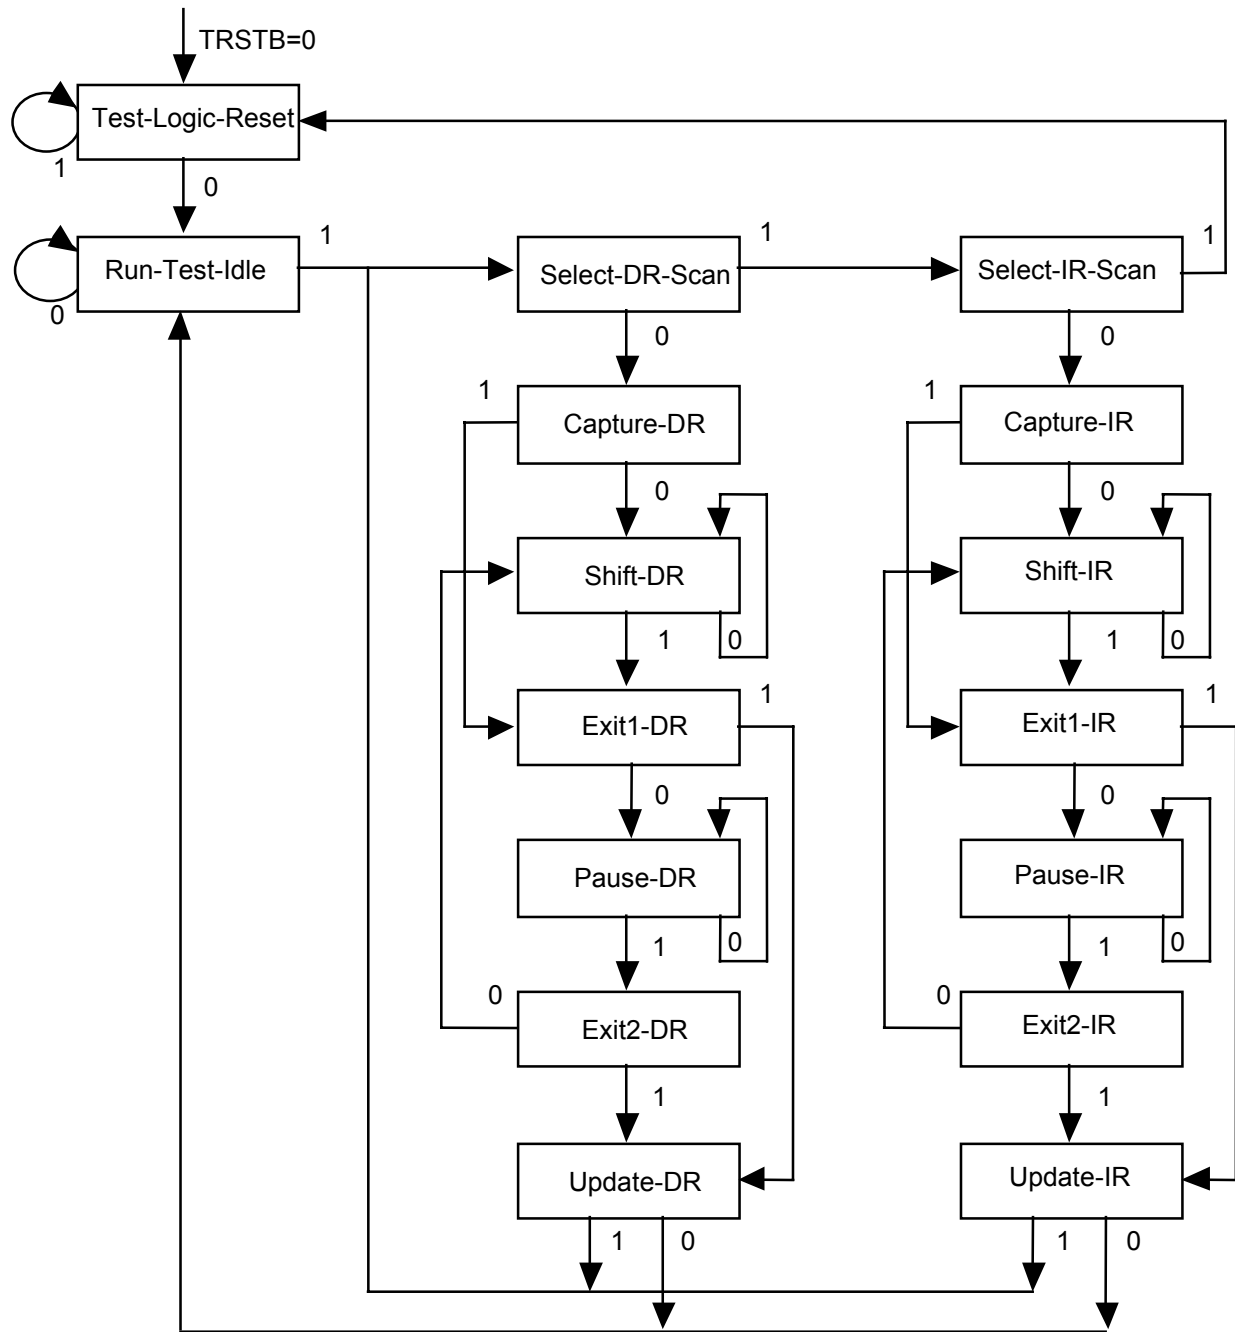 TRSTB=0
Test-Logic-Reset
1
0
Run-Test-Idle
1
0
Select-DR-Scan
1
Select-IR-Scan
1
0
0
1
Capture-DR
1
Capture-IR
0
0
Shift-DR
Shift-IR
1
0
1
0
Exit1-DR
1
Exit1-IR
1
0
0
Pause-DR
Pause-IR
1
0
1
0
0
Exit2-DR
0
Exit2-IR
1
1
Update-DR
Update-IR
1
0
1
0